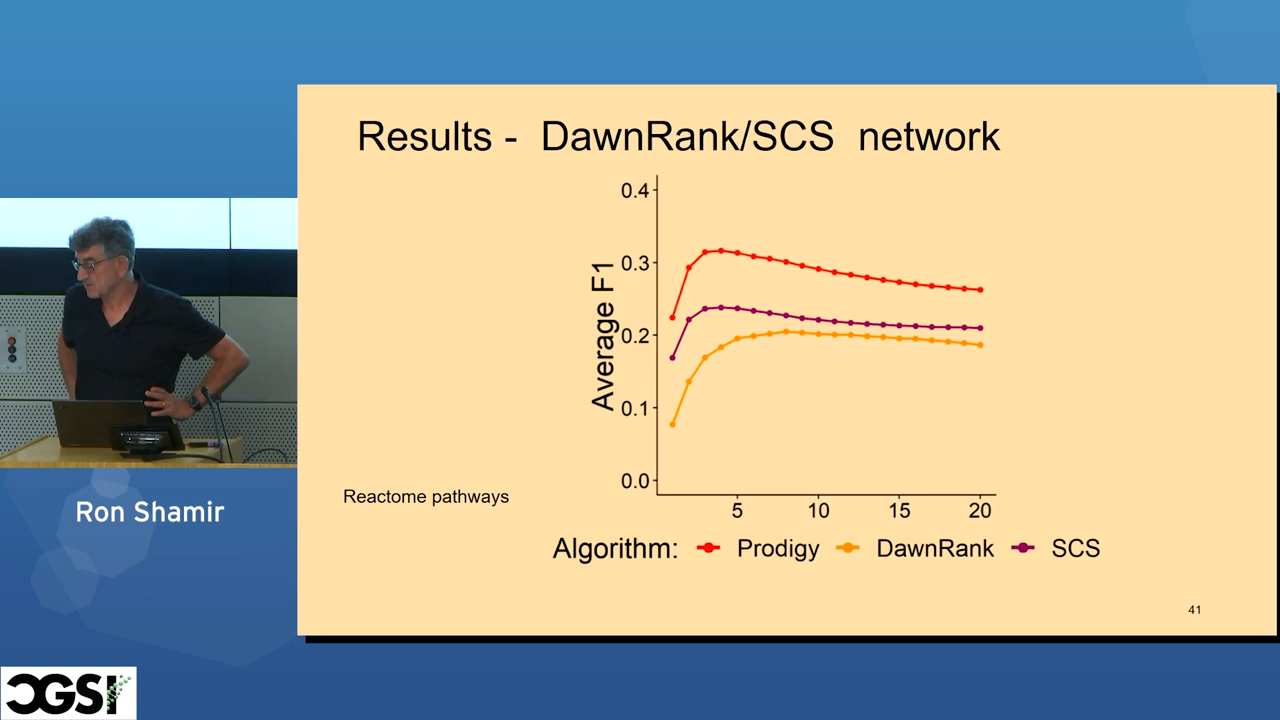 Results - DawnRank/SCS network
0.4
0.3
0.2
0.1
0.0
Average F1
5 10 15 20
Reactome pathways
Algorithm: Prodigy DawnRank SCS
41
Ron Shamir
CGSI